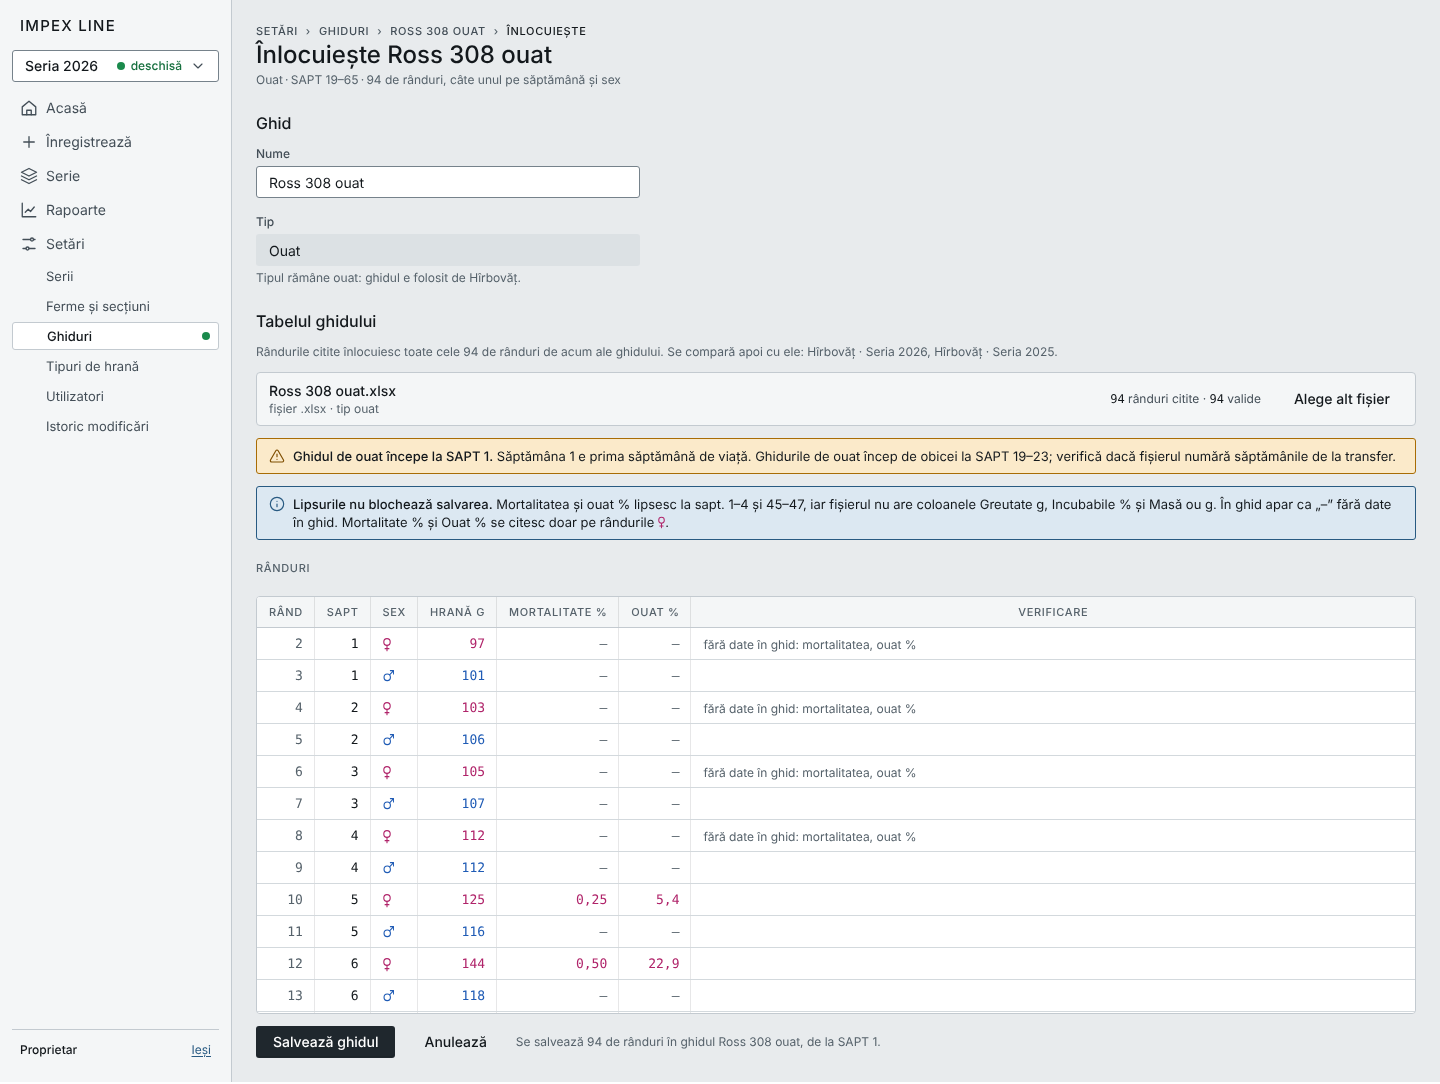 IMPEX LINE
Seria 2026 deschisă
Acasă
Înregistrează
Serie
Rapoarte
Setări
Serii
Ferme și secțiuni
Ghiduri
Tipuri de hrană
Utilizatori
Istoric modificări
Proprietar Ieși
SETĂRI › GHIDURI › ROSS 308 OUAT › ÎNLOCUIEȘTE
Înlocuiește Ross 308 ouat
Ouat · SAPT 19–65 · 94 de rânduri, câte unul pe săptămână și sex
Ghid
Nume
Ross 308 ouat
Tip
Ouat
Tipul rămâne ouat: ghidul e folosit de Hîrbovăț.
Tabelul ghidului
Rândurile citite înlocuiesc toate cele 94 de rânduri de acum ale ghidului. Se compară apoi cu ele: Hîrbovăț · Seria 2026, Hîrbovăț · Seria 2025.
Ross 308 ouat.xlsx
fișier .xlsx · tip ouat
94 rânduri citite · 94 valide Alege alt fișier
Ghidul de ouat începe la SAPT 1. Săptămâna 1 e prima săptămână de viață. Ghidurile de ouat încep de obicei la SAPT 19–23; verifică dacă fișierul numără săptămânile de la transfer.
Lipsurile nu blochează salvarea. Mortalitatea și ouat % lipsesc la sapt. 1–4 și 45–47, iar fișierul nu are coloanele Greutate g, Incubabile % și Masă ou g. În ghid apar ca „–” fără date
în ghid. Mortalitate % și Ouat % se citesc doar pe rândurile ♀.
RÂNDURI
RÂND SAPT SEX HRANĂ G MORTALITATE % OUAT % VERIFICARE
2 1 ♀ 97 – – fără date în ghid: mortalitatea, ouat %
3 1 ♂ 101 – –
4 2 ♀ 103 – – fără date în ghid: mortalitatea, ouat %
5 2 ♂ 106 – –
6 3 ♀ 105 – – fără date în ghid: mortalitatea, ouat %
7 3 ♂ 107 – –
8 4 ♀ 112 – – fără date în ghid: mortalitatea, ouat %
9 4 ♂ 112 – –
10 5 ♀ 125 0,25 5,4
11 5 ♂ 116 – –
12 6 ♀ 144 0,50 22,9
13 6 ♂ 118 – –
Salvează ghidul Anulează Se salvează 94 de rânduri în ghidul Ross 308 ouat, de la SAPT 1.